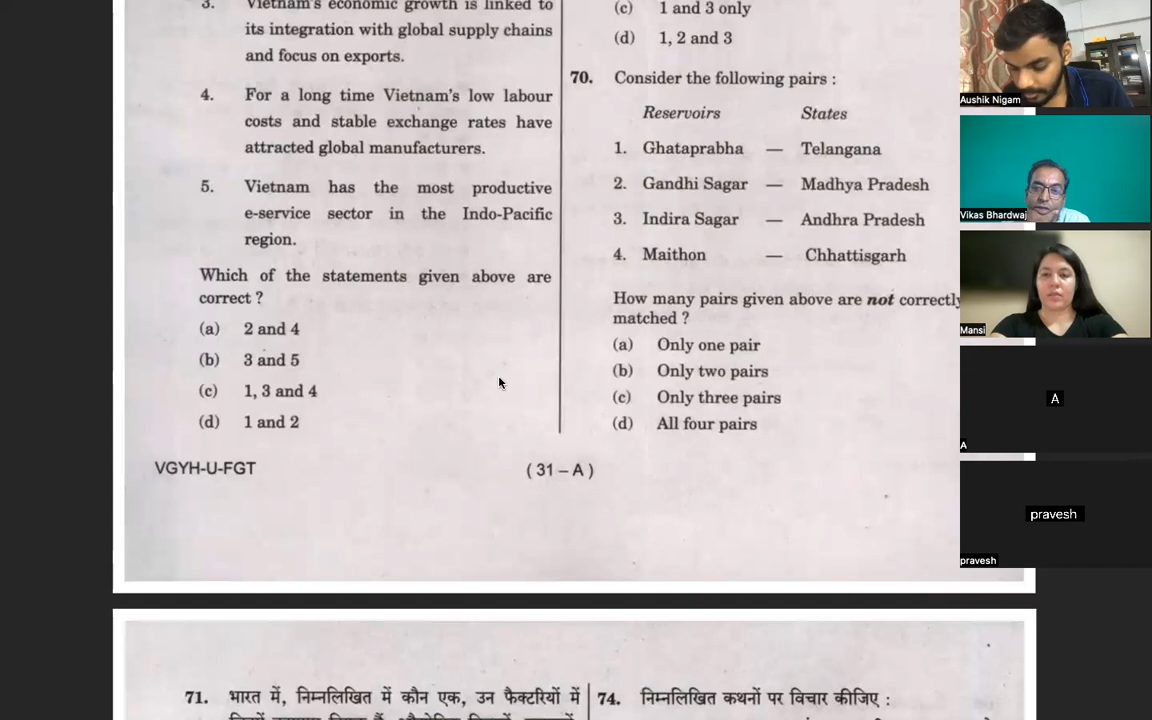 3. Vietnam's economic growth is linked to
its integration with global supply chains
and focus on exports.
4. For a long time Vietnam's low labour
costs and stable exchange rates have
attracted global manufacturers.
5. Vietnam has the most productive
e-service sector in the Indo-Pacific
region.
Which of the statements given above are
correct ?
(a) 2 and 4
(b) 3 and 5
(c) 1, 3 and 4
(d) 1 and 2
(c) 1 and 3 only
(d) 1, 2 and 3
70. Consider the following pairs :
Reservoirs States
1. Ghataprabha — Telangana
2. Gandhi Sagar — Madhya Pradesh
3. Indira Sagar — Andhra Pradesh
4. Maithon — Chhattisgarh
How many pairs given above are not correctly
matched ?
(a) Only one pair
(b) Only two pairs
(c) Only three pairs
(d) All four pairs
VGYH-U-FGT
( 31 – A )
71. भारत में, निम्नलिखित में कौन एक, उन फैक्टरियों में
74. निम्नलिखित कथनों पर विचार कीजिए :
Aushik Nigam
Vikas Bhardwaj
Mansi
A
A
pravesh
pravesh